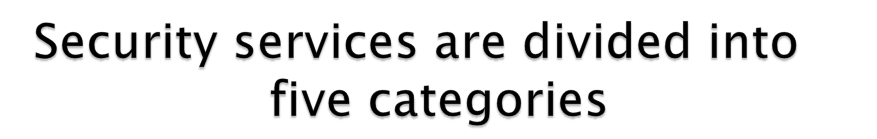 Security services are divided into
five categories